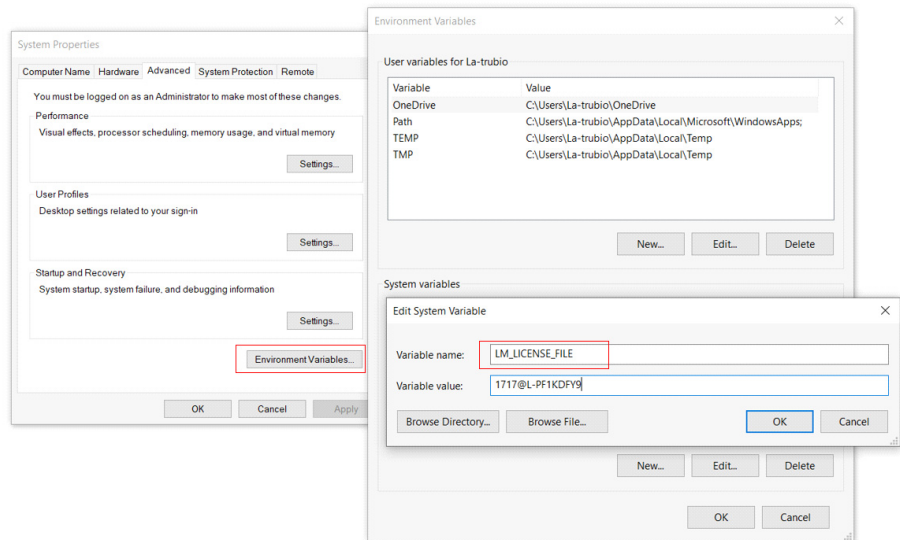 System Properties
Computer Name Hardware Advanced System Protection Remote
You must be logged on as an Administrator to make most of these changes.
Performance
Visual effects, processor scheduling, memory usage, and virtual memory
Settings...
User Profiles
Desktop settings related to your sign-in
Settings...
Startup and Recovery
System startup, system failure, and debugging information
Settings...
Environment Variables...
OK Cancel Apply
Environment Variables
User variables for La-trubio
Variable Value
OneDrive C:\Users\La-trubio\OneDrive
Path C:\Users\La-trubio\AppData\Local\Microsoft\WindowsApps;
TEMP C:\Users\La-trubio\AppData\Local\Temp
TMP C:\Users\La-trubio\AppData\Local\Temp
New... Edit... Delete
System variables
Edit System Variable
Variable name: LM_LICENSE_FILE
Variable value: 1717@L-PF1KDFY9
Browse Directory... Browse File... OK Cancel
New... Edit... Delete
OK Cancel